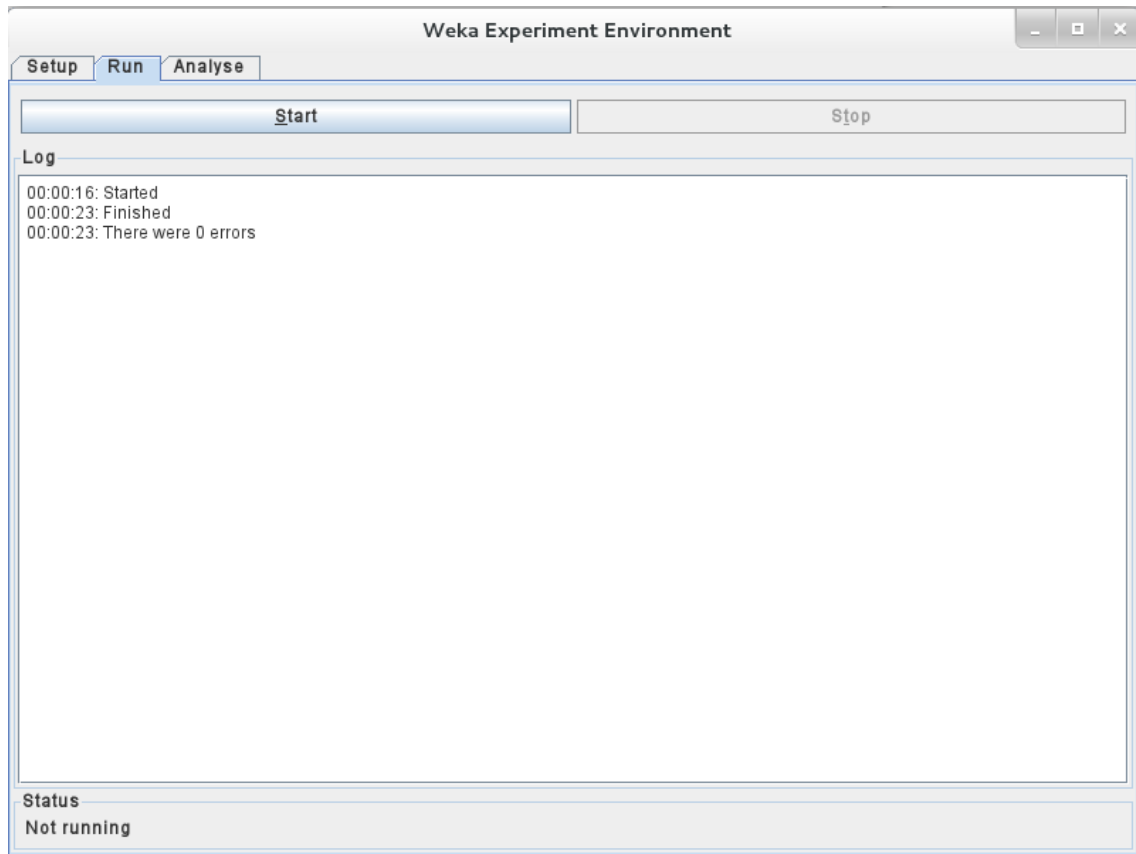 Weka Experiment Environment
Setup Run Analyse
Start Stop
Log
00:00:16: Started
00:00:23: Finished
00:00:23: There were 0 errors
Status
Not running